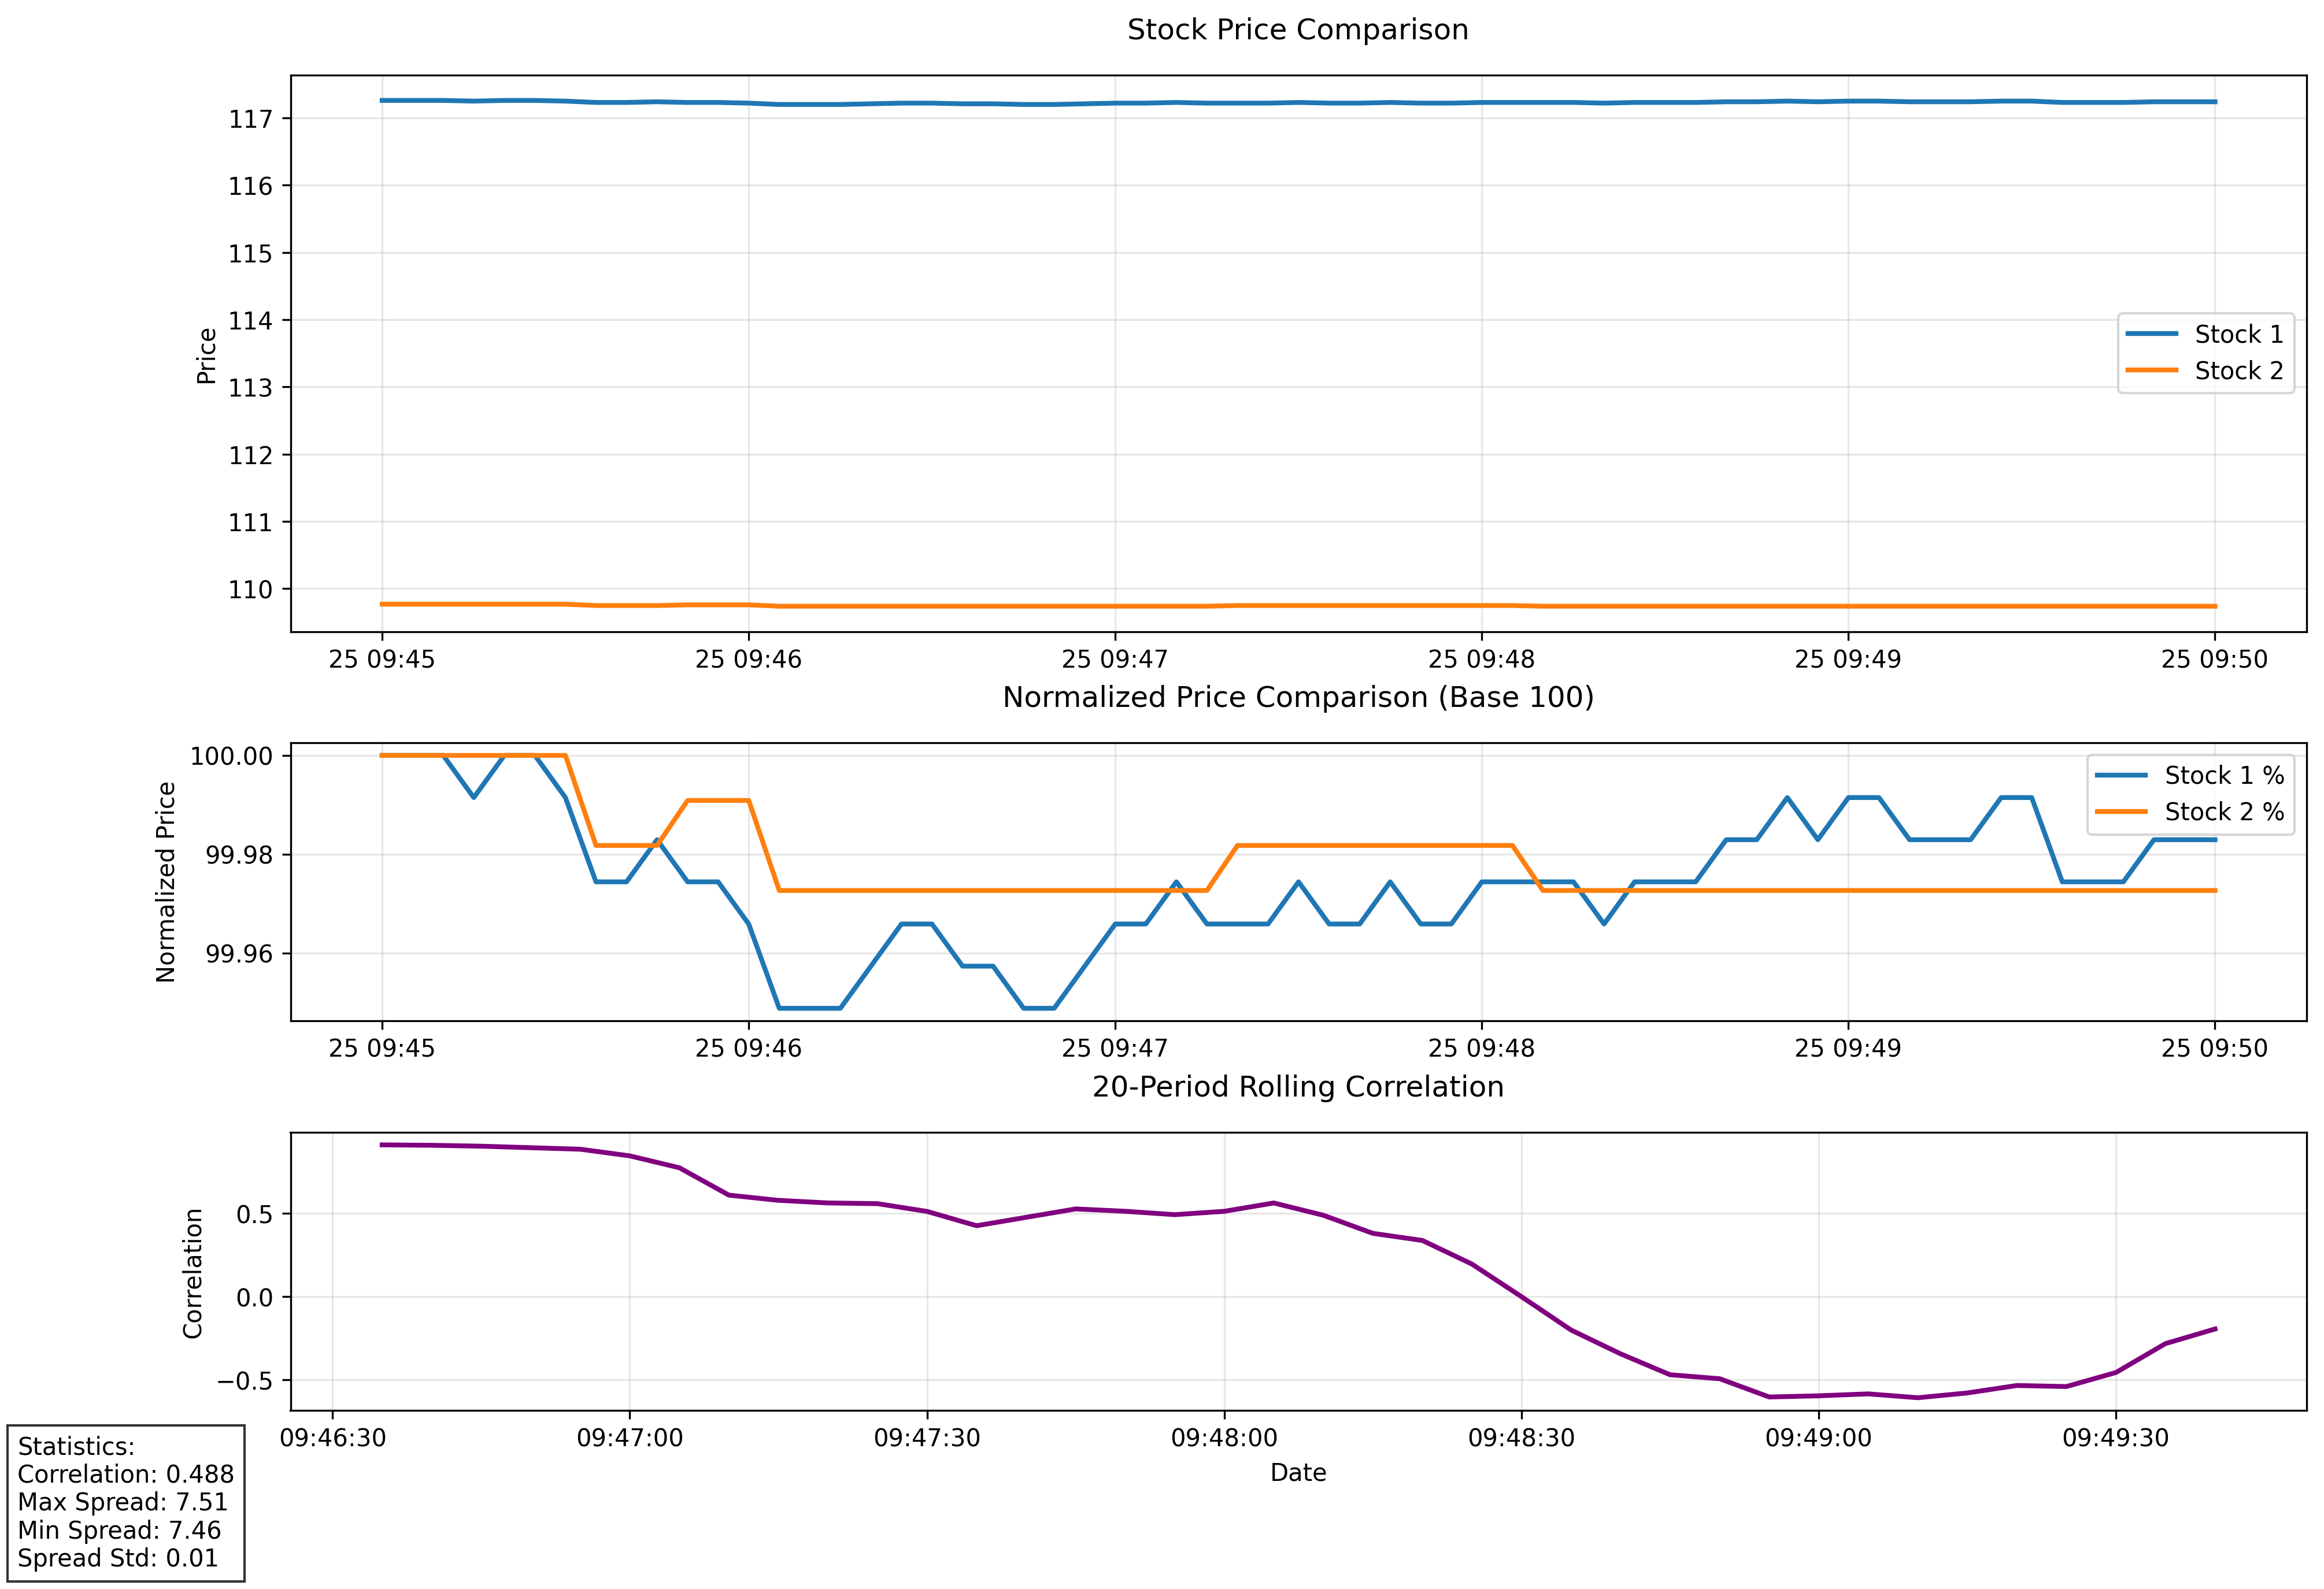 Stock Price Comparison
Price
117
116
115
114
113
112
111
110
Stock 1
Stock 2
25 09:45 25 09:46 25 09:47 25 09:48 25 09:49 25 09:50
Normalized Price Comparison (Base 100)
Normalized Price
100.00
99.98
99.96
Stock 1 %
Stock 2 %
25 09:45 25 09:46 25 09:47 25 09:48 25 09:49 25 09:50
20-Period Rolling Correlation
Correlation
0.5
0.0
−0.5
09:46:30 09:47:00 09:47:30 09:48:00 09:48:30 09:49:00 09:49:30
Date
Statistics:
Correlation: 0.488
Max Spread: 7.51
Min Spread: 7.46
Spread Std: 0.01